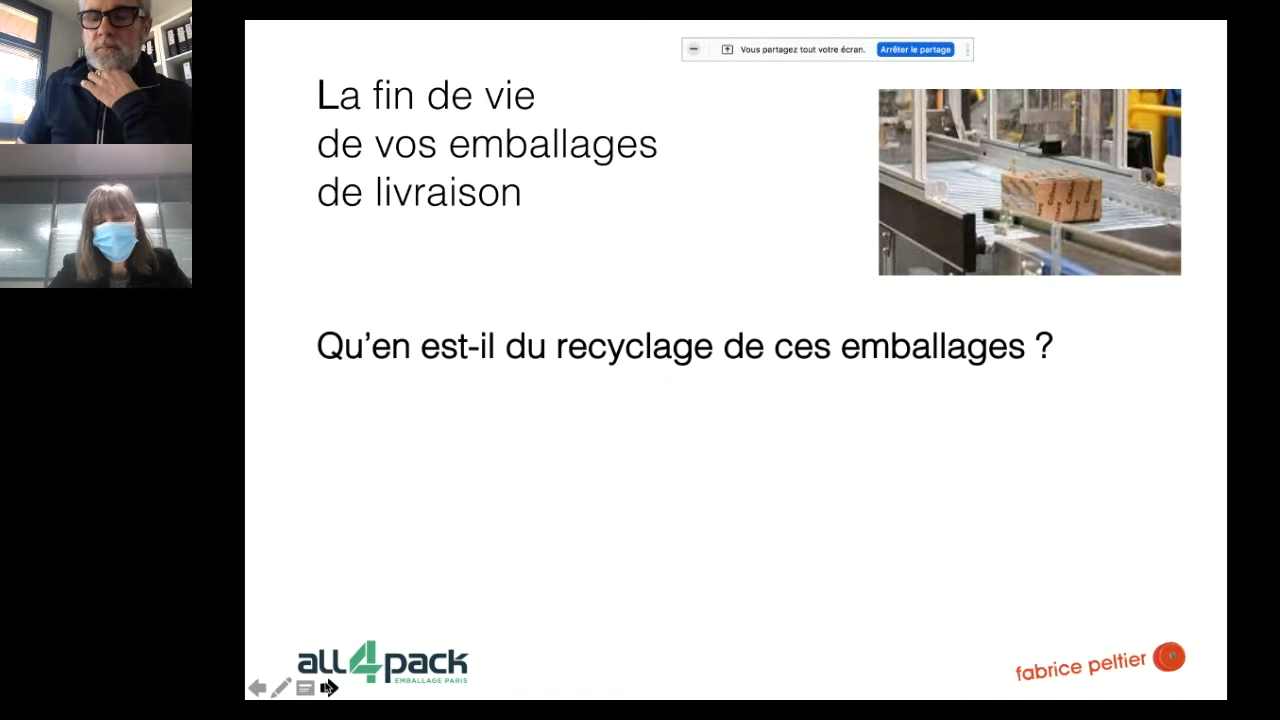 Vous partagez tout votre écran.
Arrêter le partage
La fin de vie
de vos emballages
de livraison
Qu’en est-il du recyclage de ces emballages ?
all4pack
EMBALLAGE PARIS
fabrice peltier